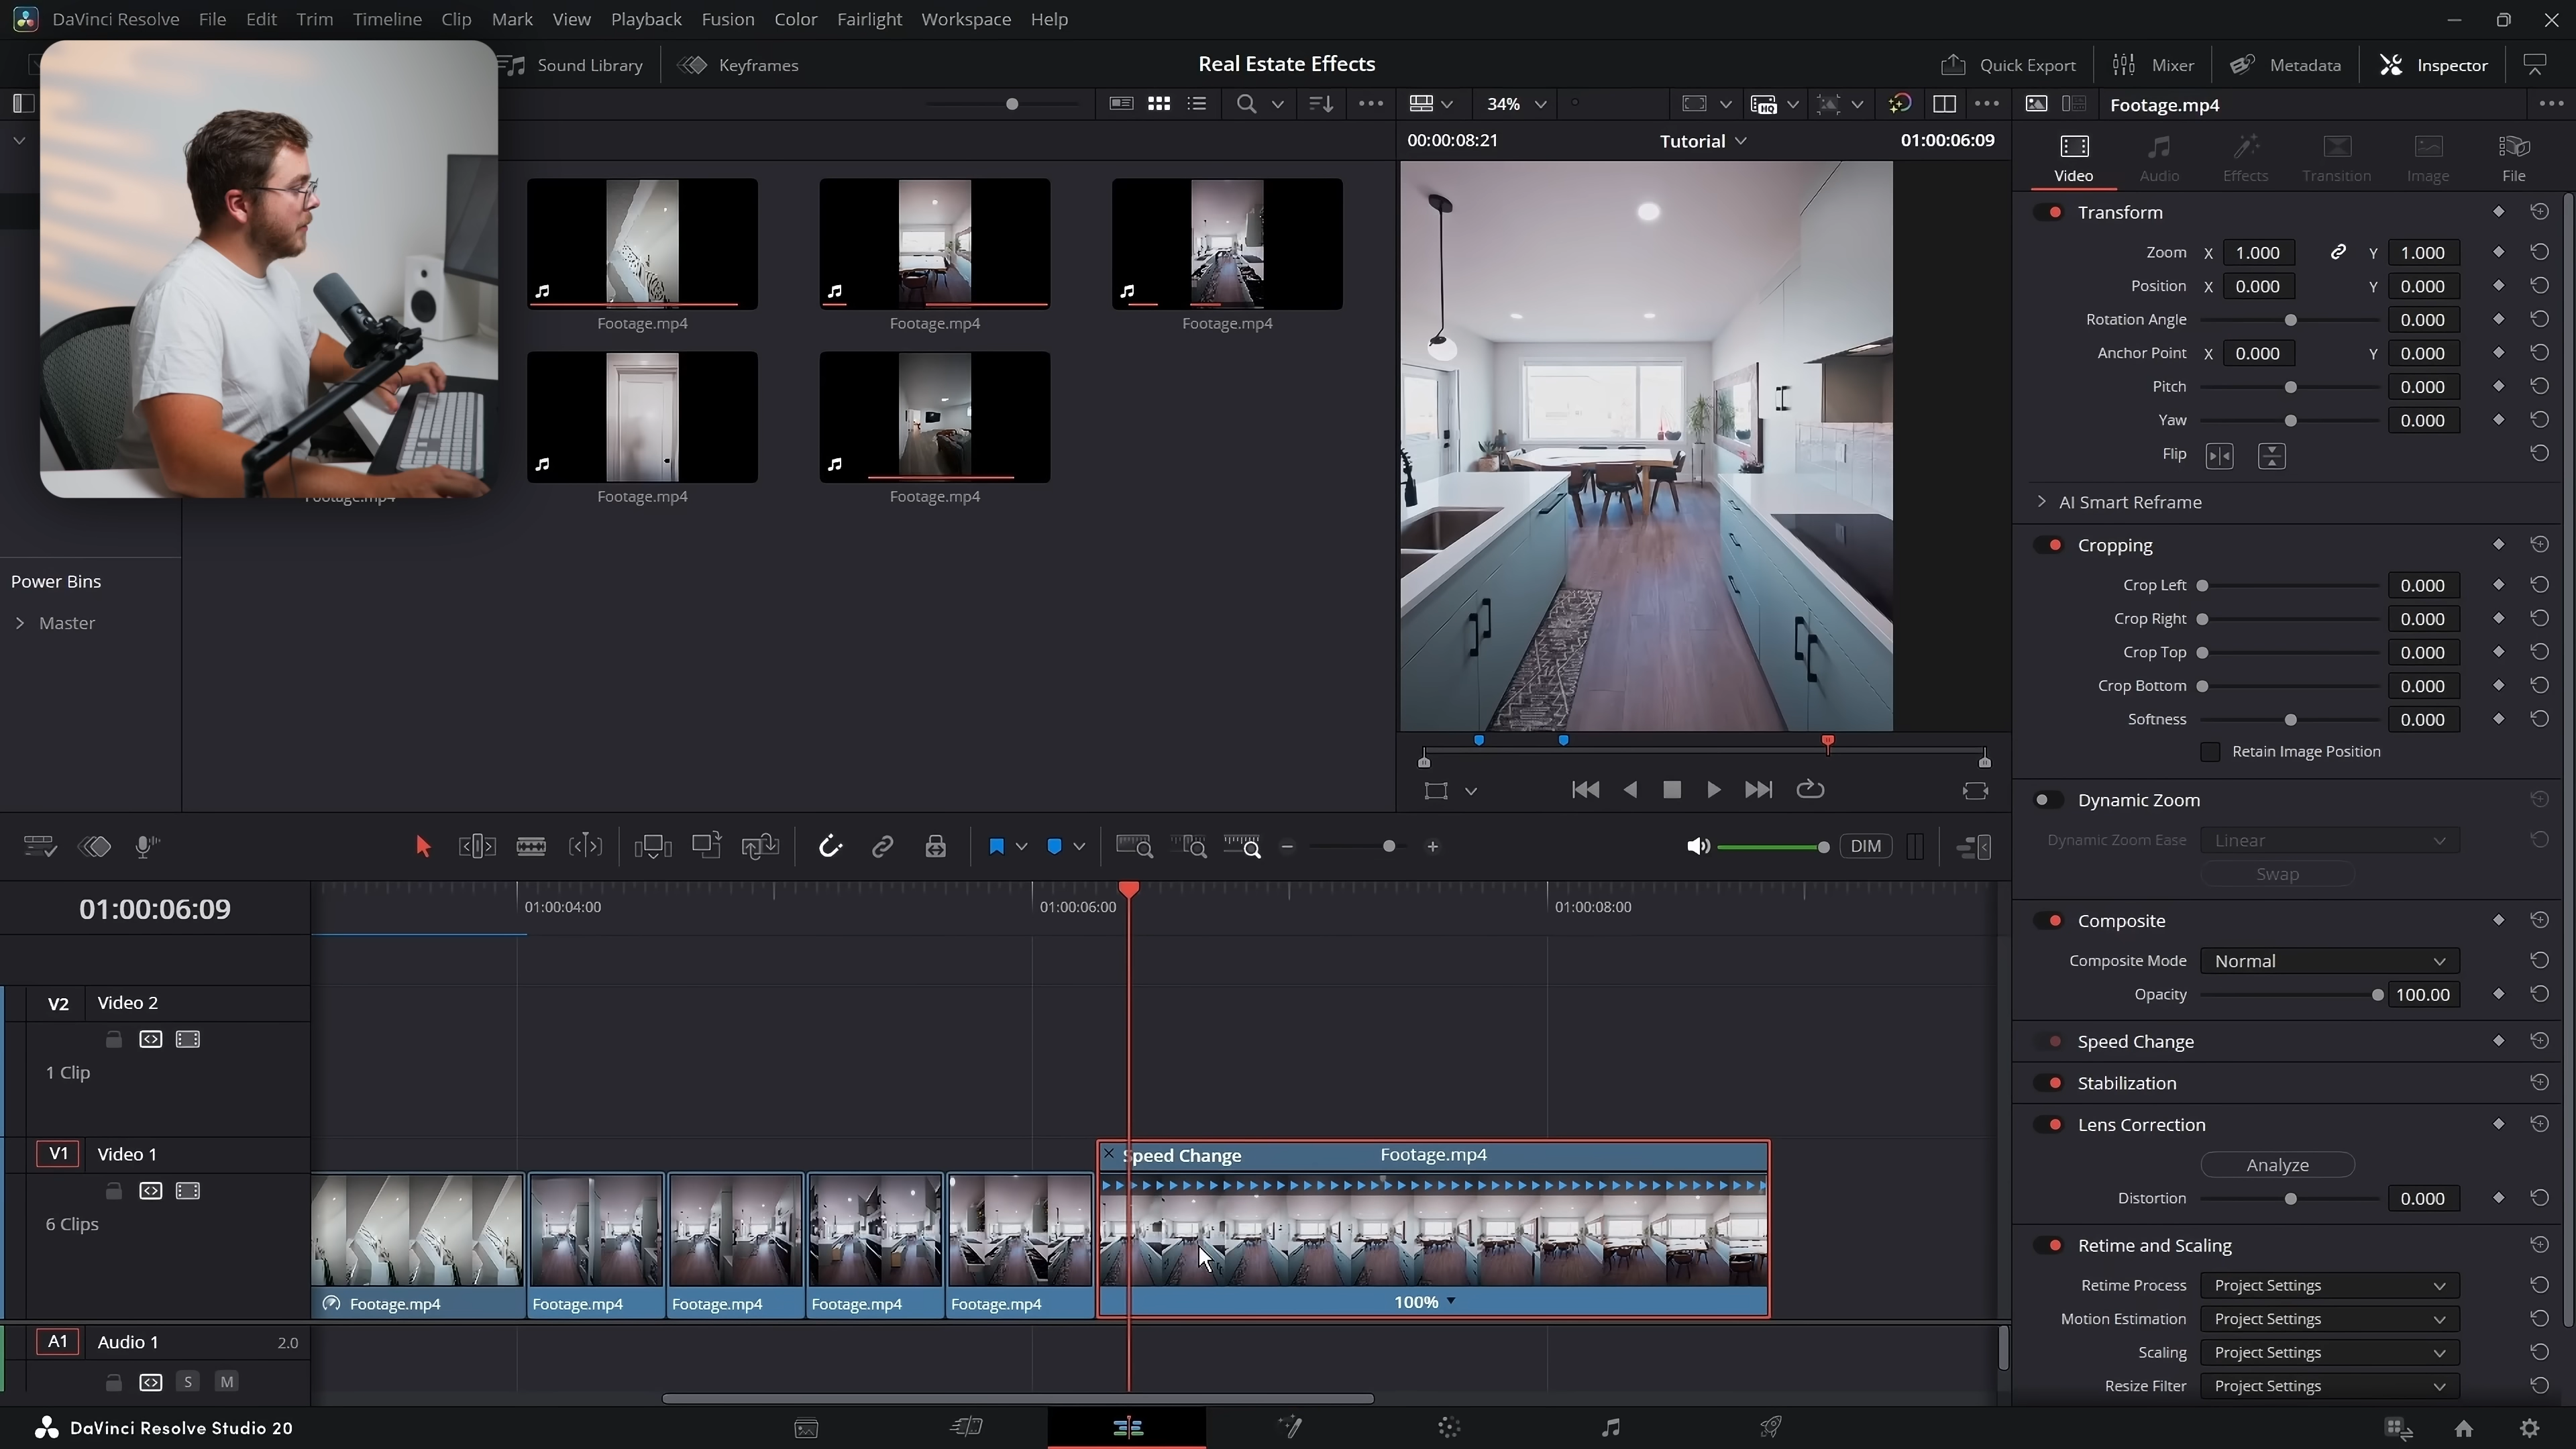 DaVinci Resolve File Edit Trim Timeline Clip Mark View Playback Fusion Color Fairlight Workspace Help
Sound Library Keyframes Real Estate Effects Quick Export Mixer Metadata Inspector
34% Footage.mp4
00:00:08:21 Tutorial 01:00:06:09
Video Audio Effects Transition Image File
Transform
Zoom X 1.000 Y 1.000
Position X 0.000 Y 0.000
Rotation Angle 0.000
Anchor Point X 0.000 Y 0.000
Pitch 0.000
Yaw 0.000
Flip
AI Smart Reframe
Cropping
Crop Left 0.000
Crop Right 0.000
Crop Top 0.000
Crop Bottom 0.000
Softness 0.000
Retain Image Position
Dynamic Zoom
Dynamic Zoom Ease Linear
Swap
Composite
Composite Mode Normal
Opacity 100.00
Speed Change
Stabilization
Lens Correction
Analyze
Distortion 0.000
Retime and Scaling
Retime Process Project Settings
Motion Estimation Project Settings
Scaling Project Settings
Resize Filter Project Settings
Footage.mp4 Footage.mp4 Footage.mp4
Footage.mp4 Footage.mp4 Footage.mp4
Power Bins
Master
DIM
01:00:06:09 01:00:04:00 01:00:06:00 01:00:08:00
V2 Video 2
1 Clip
V1 Video 1
6 Clips
Speed Change Footage.mp4
Footage.mp4 Footage.mp4 Footage.mp4 Footage.mp4 Footage.mp4 100%
A1 Audio 1 2.0
S M
DaVinci Resolve Studio 20